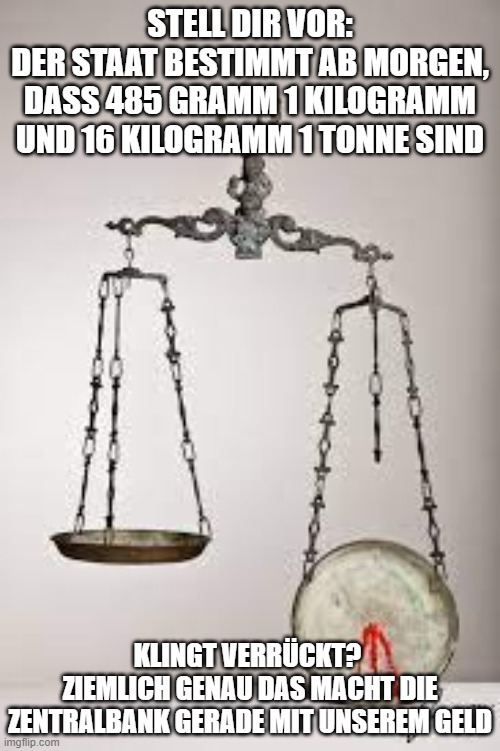 STELL DIR VOR:
DER STAAT BESTIMMT AB MORGEN,
DASS 485 GRAMM 1 KILOGRAMM
UND 16 KILOGRAMM 1 TONNE SIND
KLINGT VERRÜCKT?
ZIEMLICH GENAU DAS MACHT DIE
ZENTRALBANK GERADE MIT UNSEREM GELD
imgflip.com